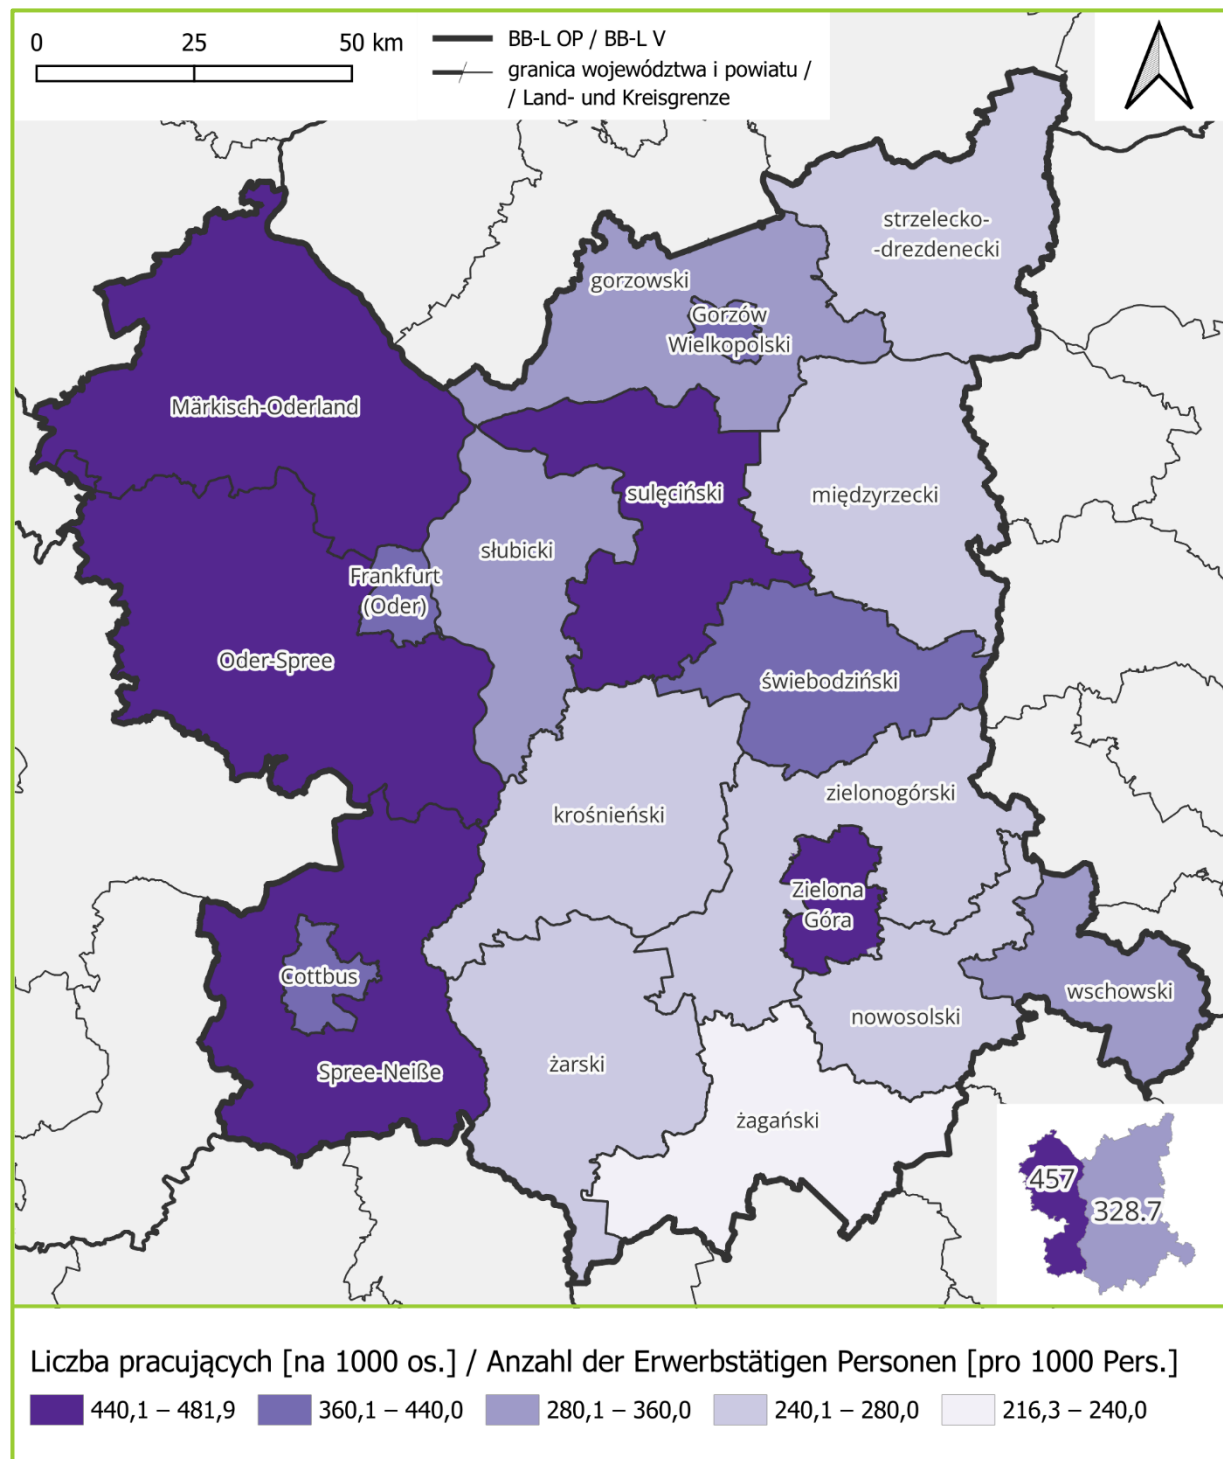 0 25 50 km
BB-L OP / BB-L V
granica województwa i powiatu /
/ Land- und Kreisgrenze
strzelecko-
-drezdenecki
gorzowski
Gorzów
Wielkopolski
Märkisch-Oderland
sulęciński
międzyrzecki
słubicki
Frankfurt
(Oder)
Oder-Spree
świebodziński
zielonogórski
krośnieński
Zielona
Góra
Cottbus
wschowski
nowosolski
żarski
Spree-Neiße
żagański
457
328.7
Liczba pracujących [na 1000 os.] / Anzahl der Erwerbstätigen Personen [pro 1000 Pers.]
440,1 – 481,9 360,1 – 440,0 280,1 – 360,0 240,1 – 280,0 216,3 – 240,0